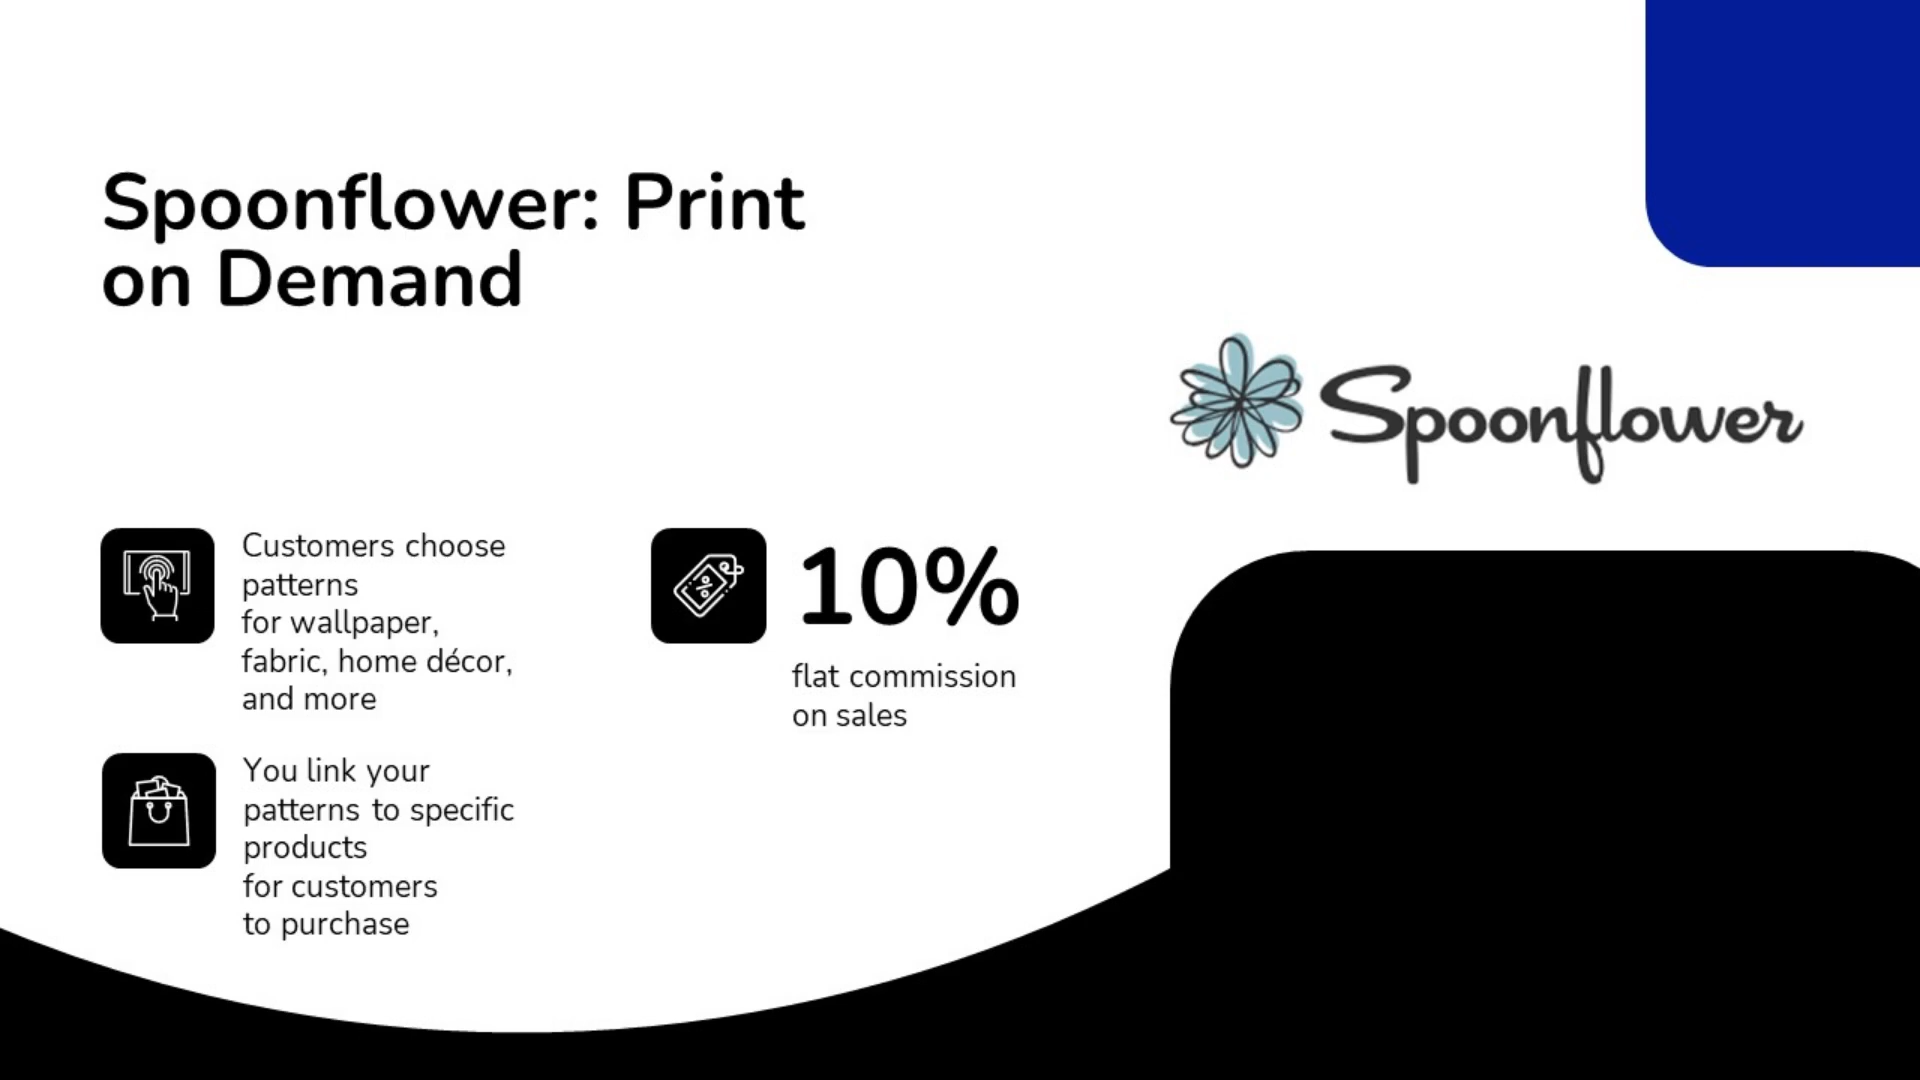 Spoonflower: Print
on Demand
Spoonflower
Customers choose
patterns
for wallpaper,
fabric, home décor,
and more
10%
flat commission
on sales
You link your
patterns to specific
products
for customers
to purchase